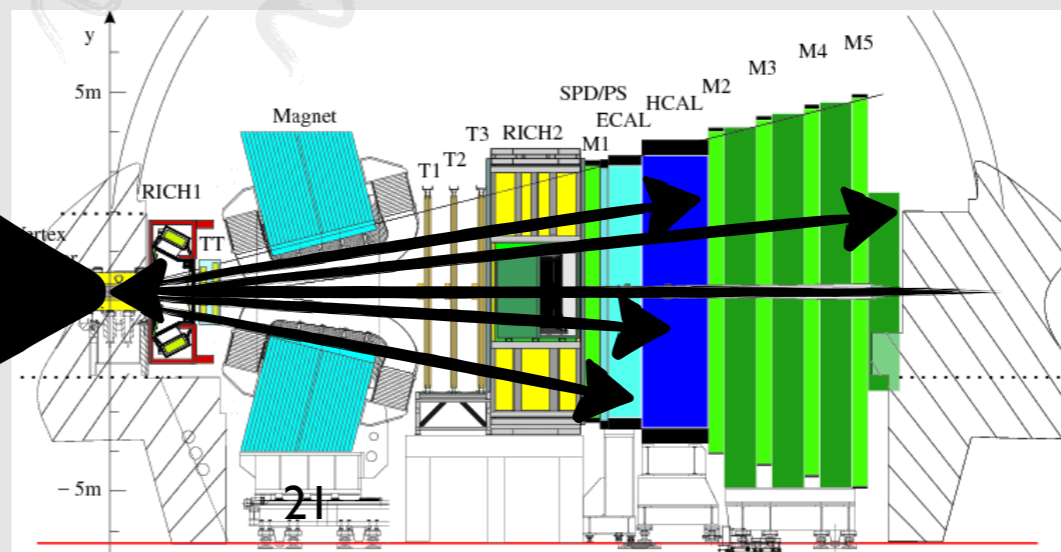 y
5m
Magnet
RICH1
TT
T1
T2
T3
RICH2
SPD/PS
M1
ECAL
HCAL
M2
M3
M4
M5
− 5m
21